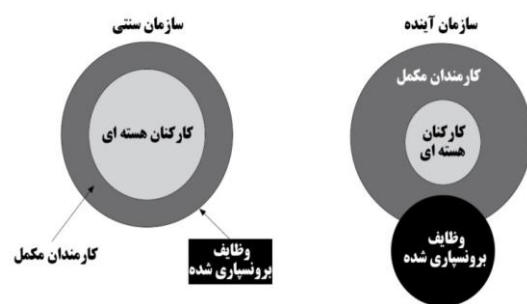 سازمان آینده
کارمندان مکمل
کارکنان
هسته ای
وظایف
برونسپاری شده
سازمان سنتی
کارکنان هسته ای
کارمندان مکمل
وظایف
برونسپاری شده